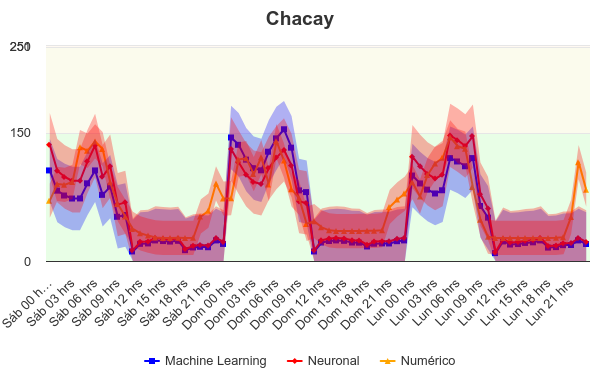 Chacay
250
150
0
Sáb 00 h...
Sáb 03 hrs
Sáb 06 hrs
Sáb 09 hrs
Sáb 12 hrs
Sáb 15 hrs
Sáb 18 hrs
Sáb 21 hrs
Dom 00 hrs
Dom 03 hrs
Dom 06 hrs
Dom 09 hrs
Dom 12 hrs
Dom 15 hrs
Dom 18 hrs
Dom 21 hrs
Lun 00 hrs
Lun 03 hrs
Lun 06 hrs
Lun 09 hrs
Lun 12 hrs
Lun 15 hrs
Lun 18 hrs
Lun 21 hrs
Machine Learning Neuronal Numérico